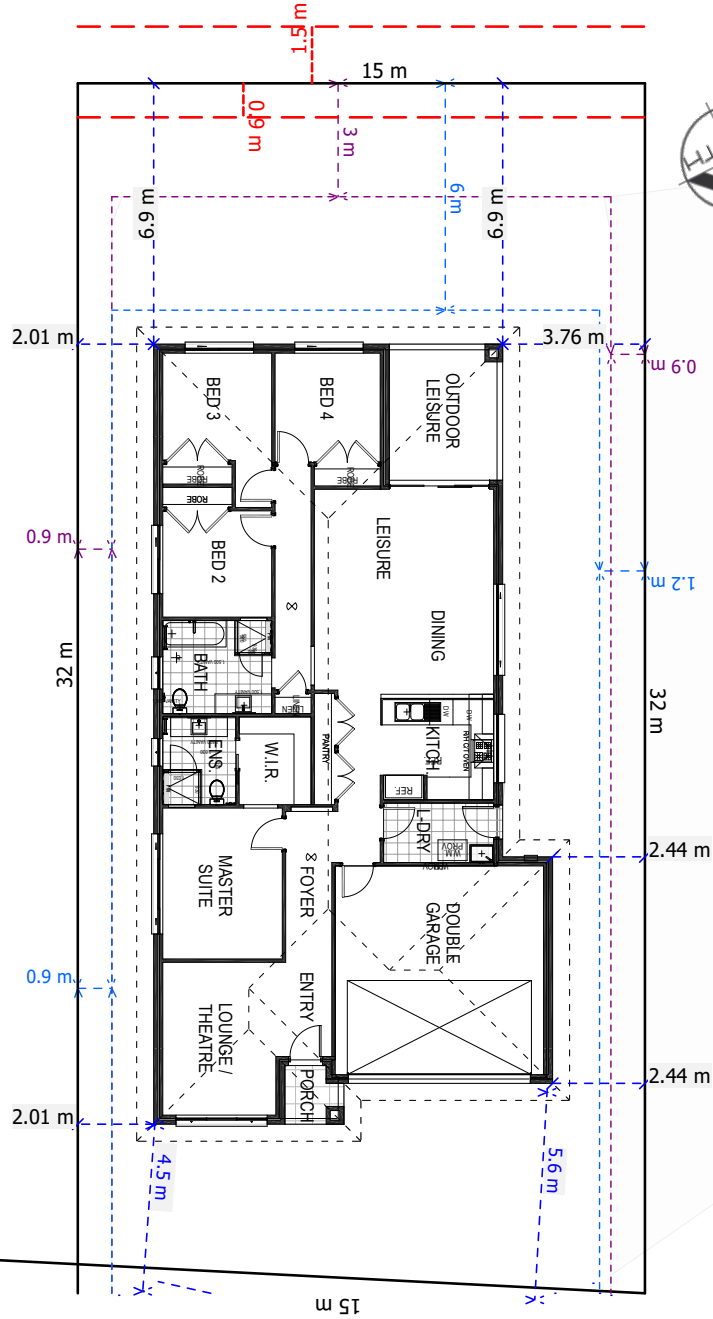 1.5 m
15 m
0.9 m
3 m
6 m
6.9 m
6.9 m
2.01 m
3.76 m
0.9 m
BED 3
BED 4
OUTDOOR
LEISURE
ROBE
ROBE
ROBE
BED 2
LEISURE
DINING
0.9 m
1.2 m
BATH
LINEN
32 m
32 m
ENS.
W.I.R.
PANTRY
KITCH.
D/W
REF.
L-DRY
W.M.
PROV
2.44 m
MASTER
SUITE
FOYER
DOUBLE
GARAGE
0.9 m
LOUNGE /
THEATRE
ENTRY
PORCH
2.44 m
2.01 m
4.5 m
5.6 m
15 m